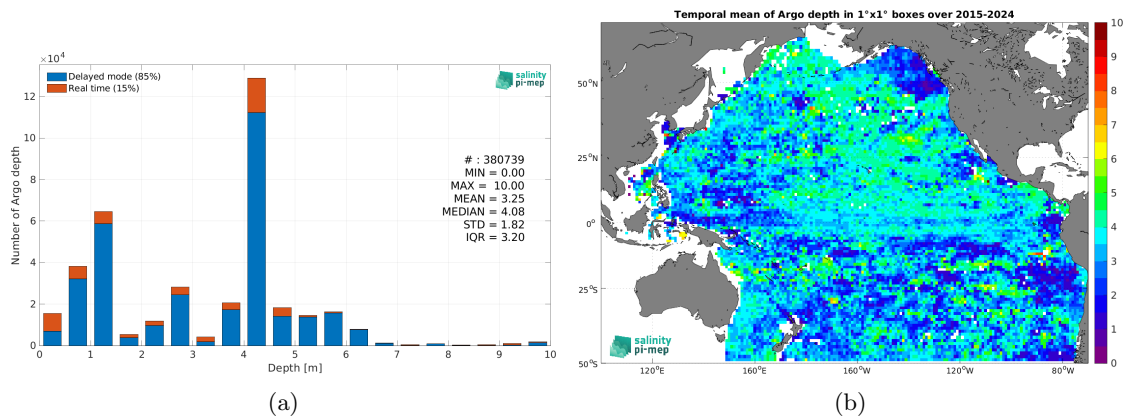 ×10⁴
Delayed mode (85%)
Real time (15%)
salinity
pi-mep
12
10
8
6
4
2
0
Number of Argo depth
# : 380739
MIN = 0.00
MAX = 10.00
MEAN = 3.25
MEDIAN = 4.08
STD = 1.82
IQR = 3.20
0 1 2 3 4 5 6 7 8 9 10
Depth [m]
(a)
Temporal mean of Argo depth in 1°x1° boxes over 2015-2024
50°N
25°N
0°
25°S
50°S
120°E
160°E
160°W
120°W
80°W
salinity
pi-mep
10
9
8
7
6
5
4
3
2
1
0
(b)